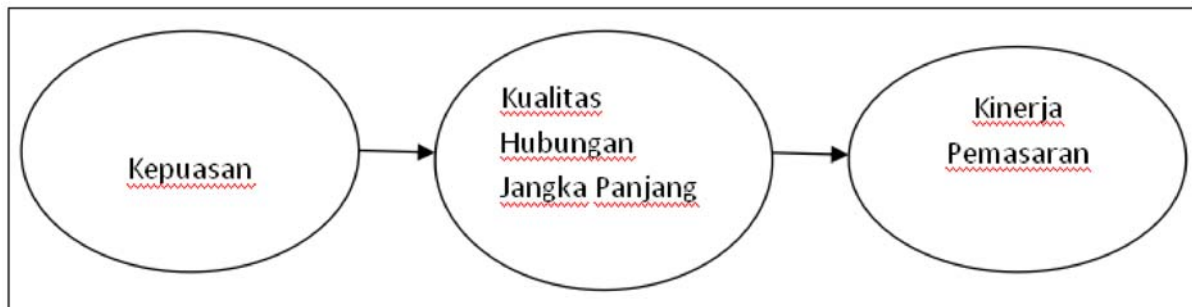 Kepuasan
Kualitas
Hubungan
Jangka Panjang
Kinerja
Pemasaran